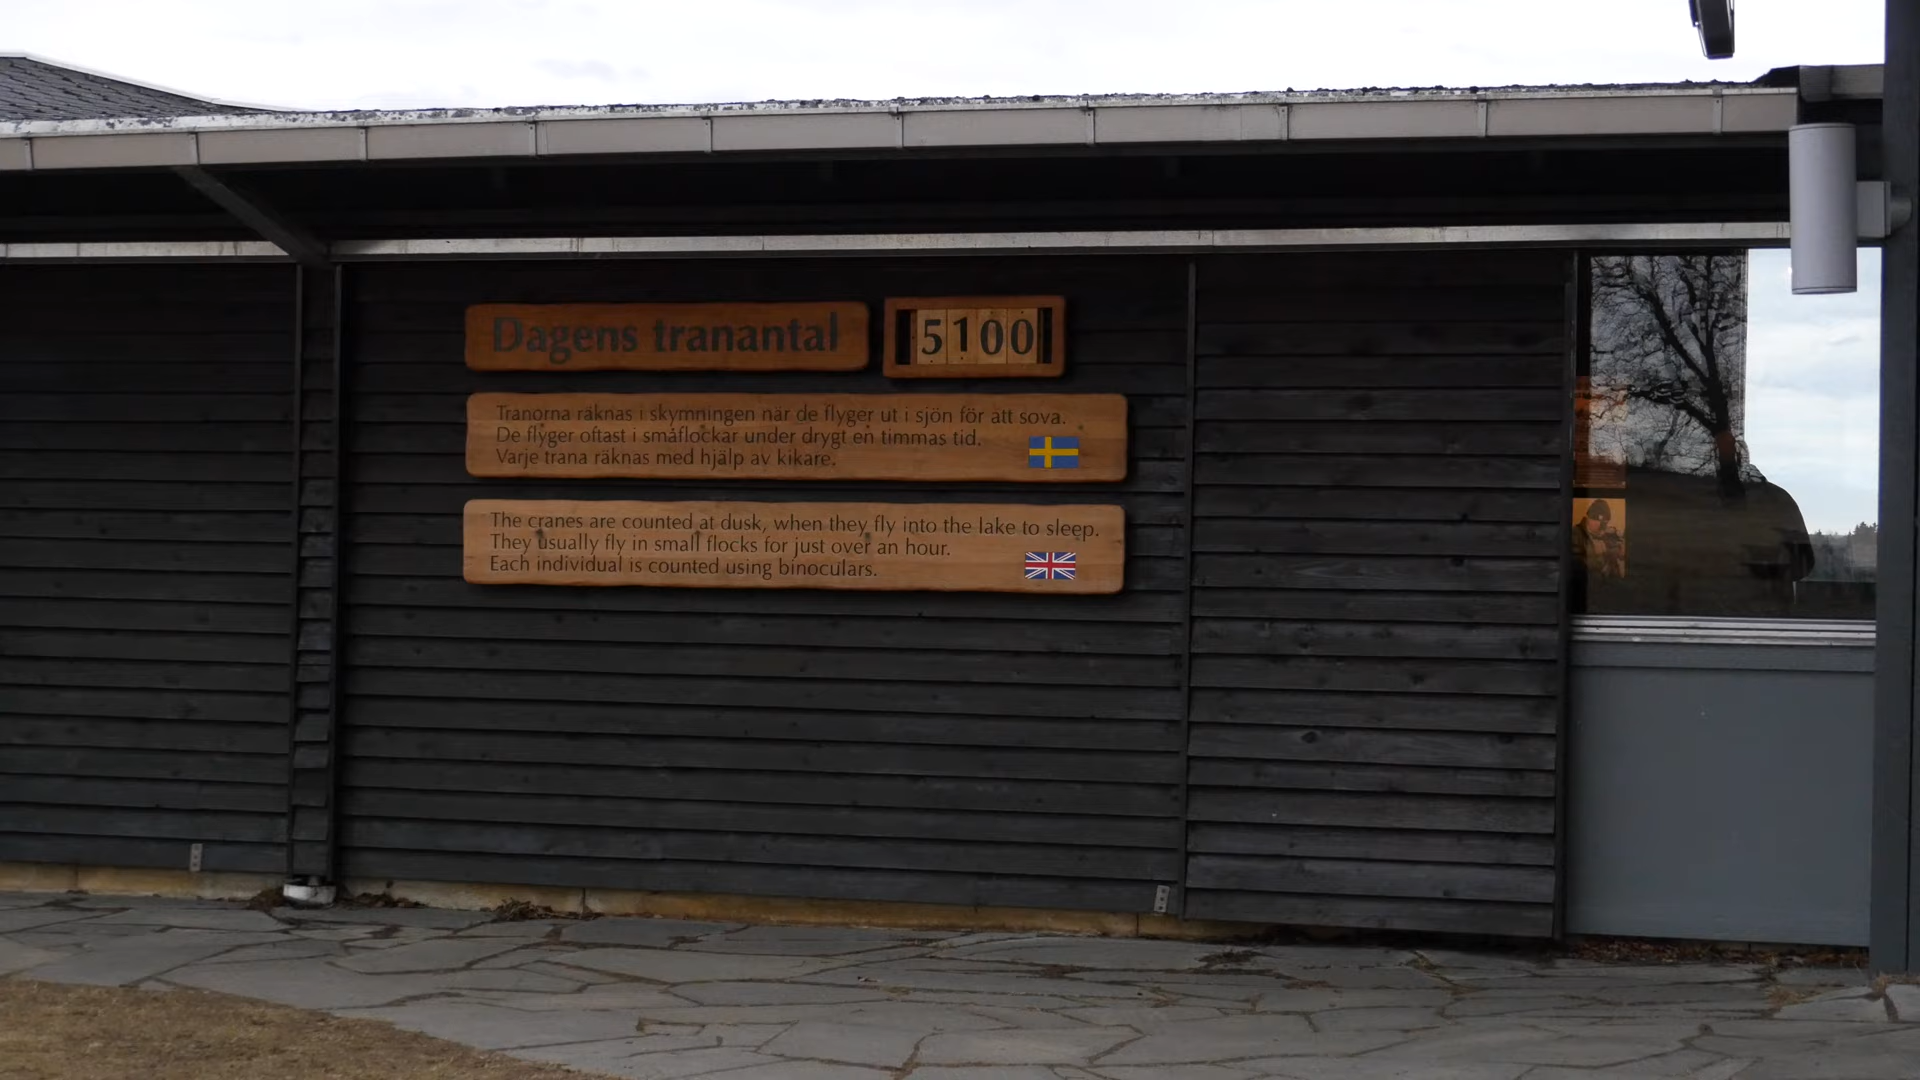 Dagens tranantal 5100
Tranorna räknas i skymningen när de flyger ut i sjön för att sova.
De flyger oftast i småflockar under drygt en timmas tid.
Varje trana räknas med hjälp av kikare.
The cranes are counted at dusk, when they fly into the lake to sleep.
They usually fly in small flocks for just over an hour.
Each individual is counted using binoculars.